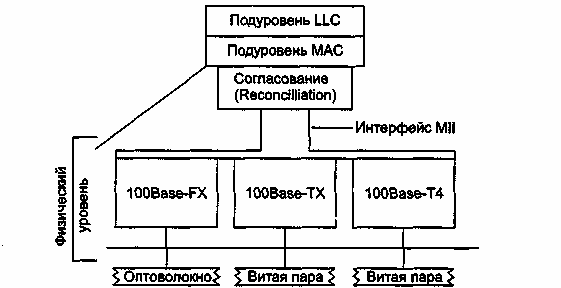 Подуровень LLC
Подуровень MAC
Согласование
(Reconcilliation)
Интерфейс MII
Физический
уровень
100Base-FX
100Base-TX
100Base-T4
Оптоволокно
Витая пара
Витая пара